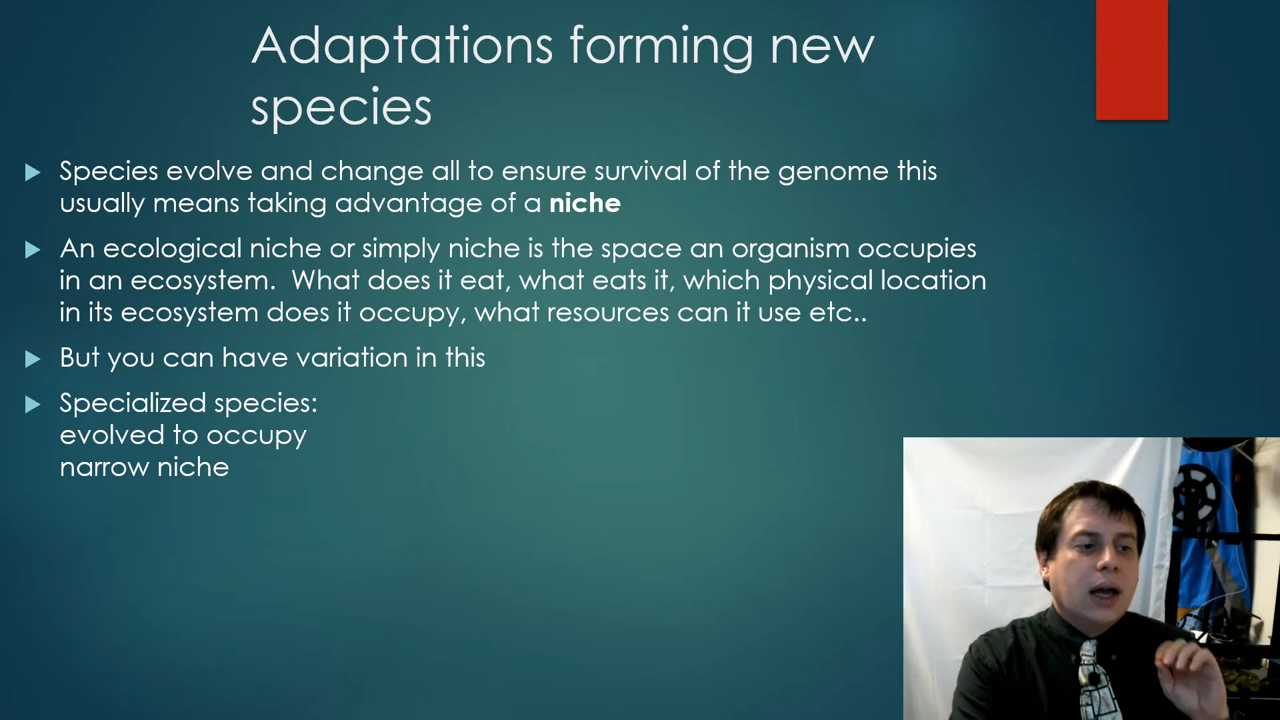 Adaptations forming new
species
Species evolve and change all to ensure survival of the genome this
usually means taking advantage of a niche
An ecological niche or simply niche is the space an organism occupies
in an ecosystem.  What does it eat, what eats it, which physical location
in its ecosystem does it occupy, what resources can it use etc..
But you can have variation in this
Specialized species:
evolved to occupy
narrow niche